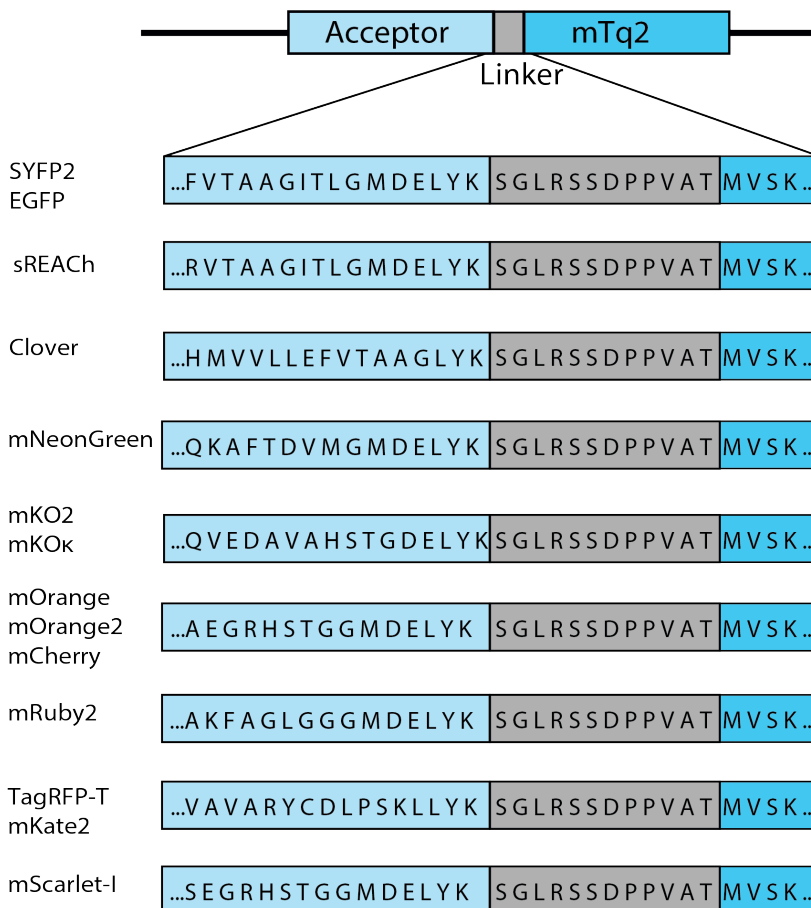 Acceptor mTq2
Linker
SYFP2
EGFP
...FVTAAGITLGMDELYK SGLRSSDPPVAT MVSK...
sREACh
...RVTAAGITLGMDELYK SGLRSSDPPVAT MVSK...
Clover
...HMVVLLEFVTAAGLYK SGLRSSDPPVAT MVSK...
mNeonGreen
...QKAFTDVMGMDELYK SGLRSSDPPVAT MVSK...
mKO2
mKOκ
...QVEDAVAHSTGDELYK SGLRSSDPPVAT MVSK...
mOrange
mOrange2
mCherry
...AEGRHSTGGMDELYK SGLRSSDPPVAT MVSK...
mRuby2
...AKFAGLGGGMDELYK SGLRSSDPPVAT MVSK...
TagRFP-T
mKate2
...VAVARYCDLPSKLLYK SGLRSSDPPVAT MVSK...
mScarlet-I
...SEGRHSTGGMDELYK SGLRSSDPPVAT MVSK...